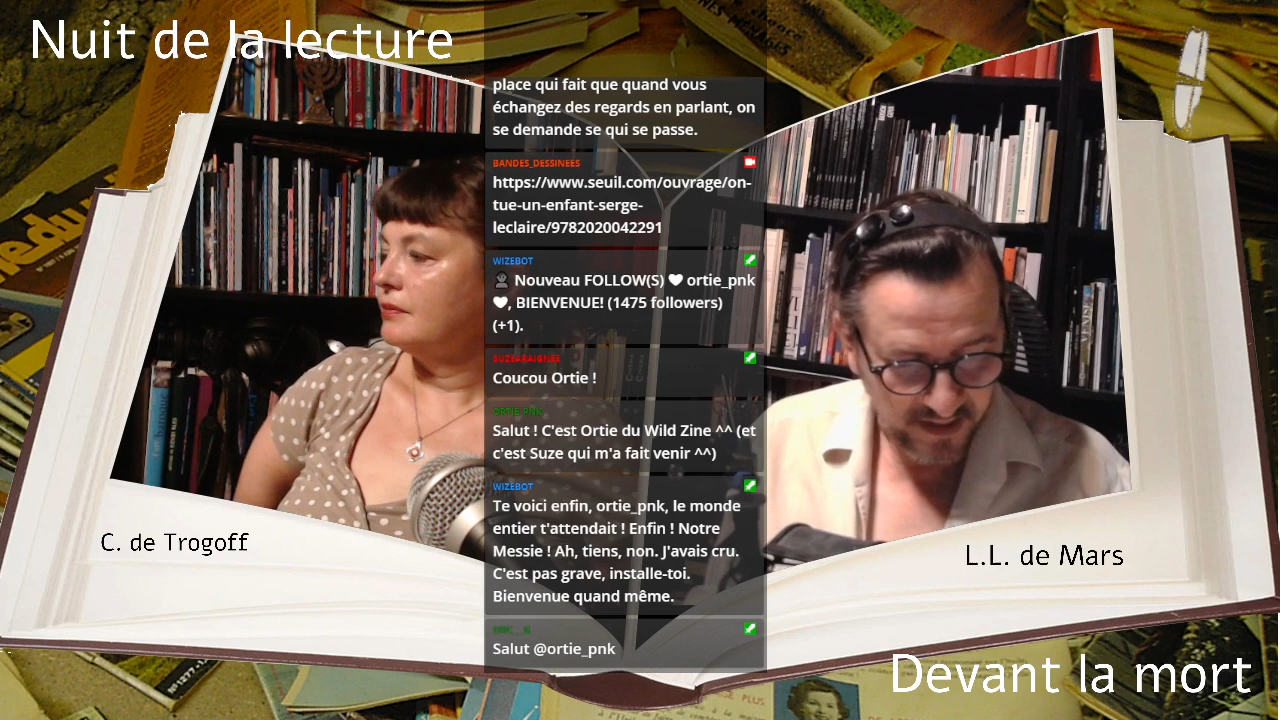 Nuit de la lecture
place qui fait que quand vous
échangez des regards en parlant, on
se demande se qui se passe.
BANDES_DESSINEES
https://www.seuil.com/ouvrage/on-
tue-un-enfant-serge-
leclaire/9782020042291
WIZEBOT
Nouveau FOLLOW(S) ortie_pnk
, BIENVENUE! (1475 followers)
(+1).
SUZEARAIGNEE
Coucou Ortie !
ORTIE_PNK
Salut ! C'est Ortie du Wild Zine ^^ (et
c'est Suze qui m'a fait venir ^^)
WIZEBOT
Te voici enfin, ortie_pnk, le monde
entier t'attendait ! Enfin ! Notre
Messie ! Ah, tiens, non. J'avais cru.
C'est pas grave, installe-toi.
Bienvenue quand même.
Salut @ortie_pnk
C. de Trogoff
L.L. de Mars
Devant la mort